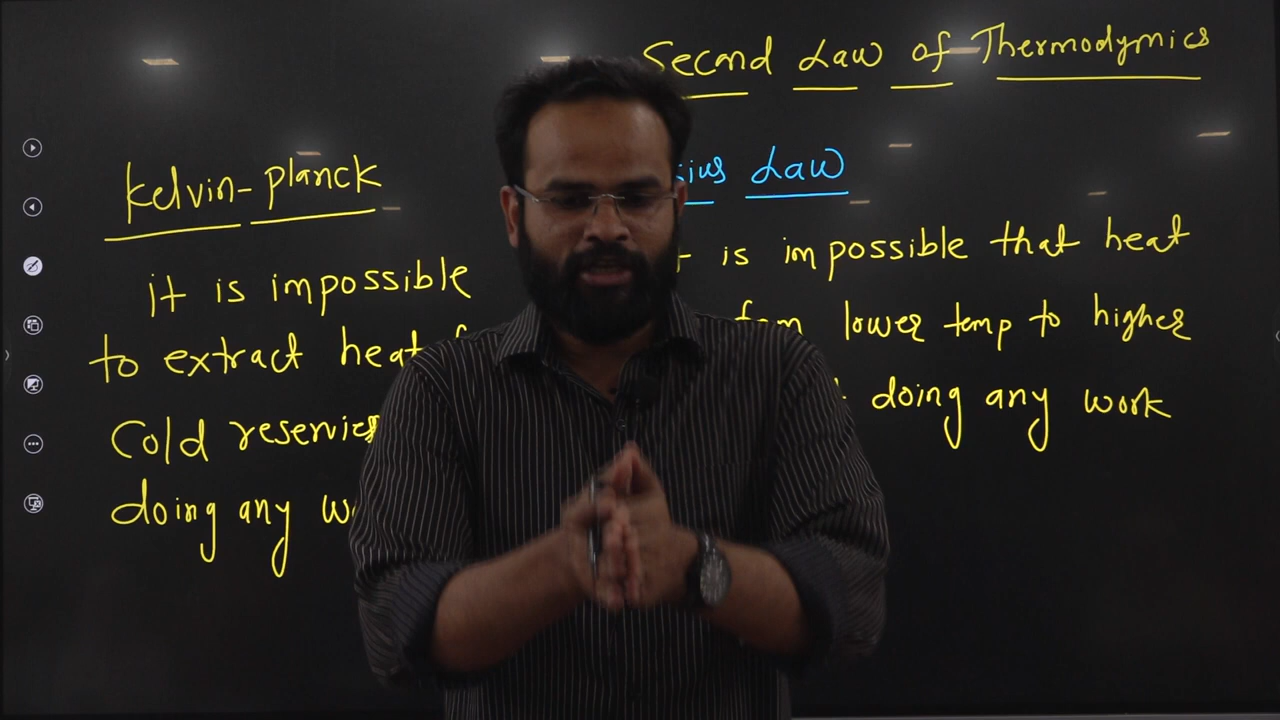 Second Law of Thermodymics
Kelvin-planck
Law
it is impossible
to extract heat
Cold
doing any
is impossible that heat
lower temp to higher
doing any work